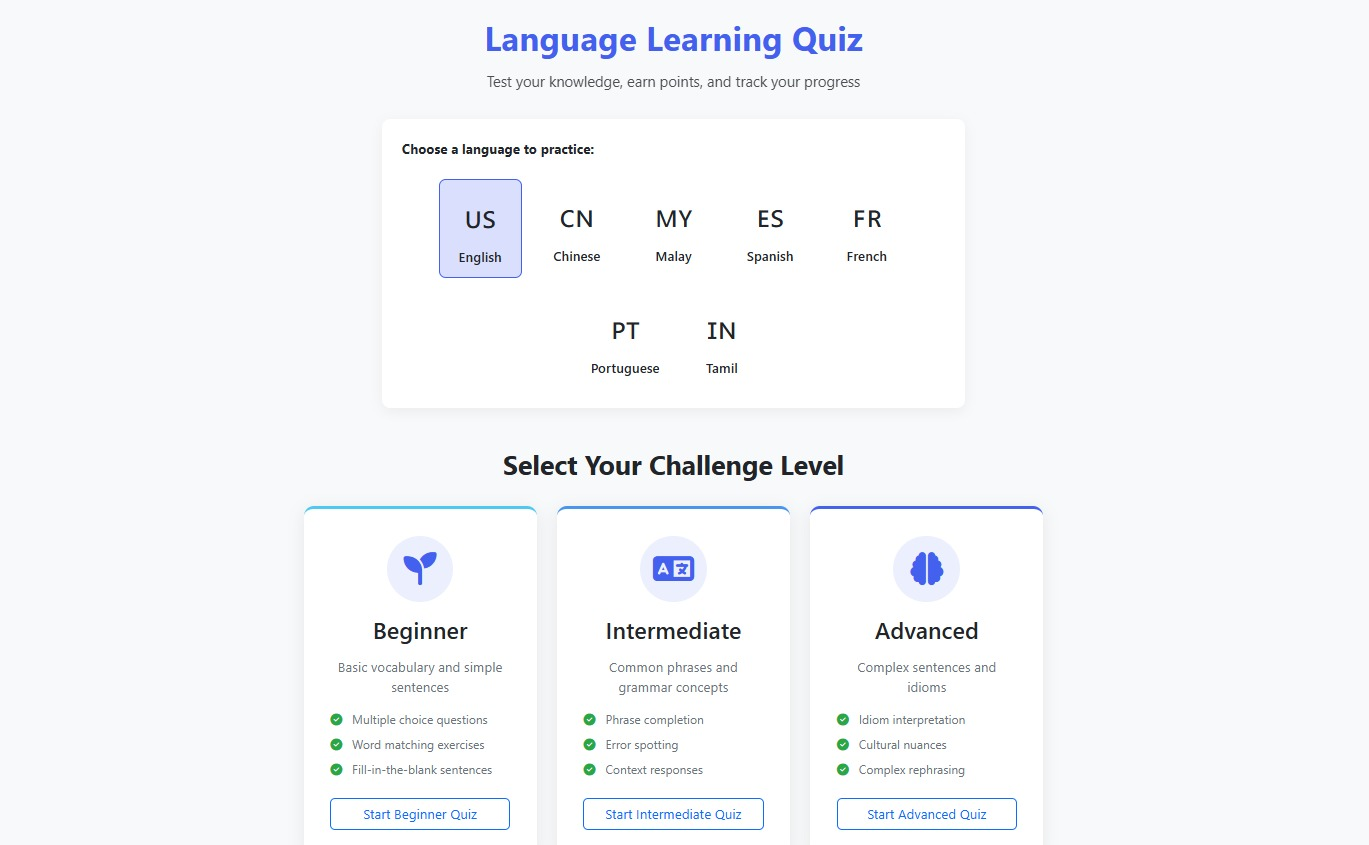 Language Learning Quiz
Test your knowledge, earn points, and track your progress
Choose a language to practice:
US
English
CN
Chinese
MY
Malay
ES
Spanish
FR
French
PT
Portuguese
IN
Tamil
Select Your Challenge Level
Beginner
Basic vocabulary and simple
sentences
Multiple choice questions
Word matching exercises
Fill-in-the-blank sentences
Start Beginner Quiz
A
Intermediate
Common phrases and
grammar concepts
Phrase completion
Error spotting
Context responses
Start Intermediate Quiz
Advanced
Complex sentences and
idioms
Idiom interpretation
Cultural nuances
Complex rephrasing
Start Advanced Quiz